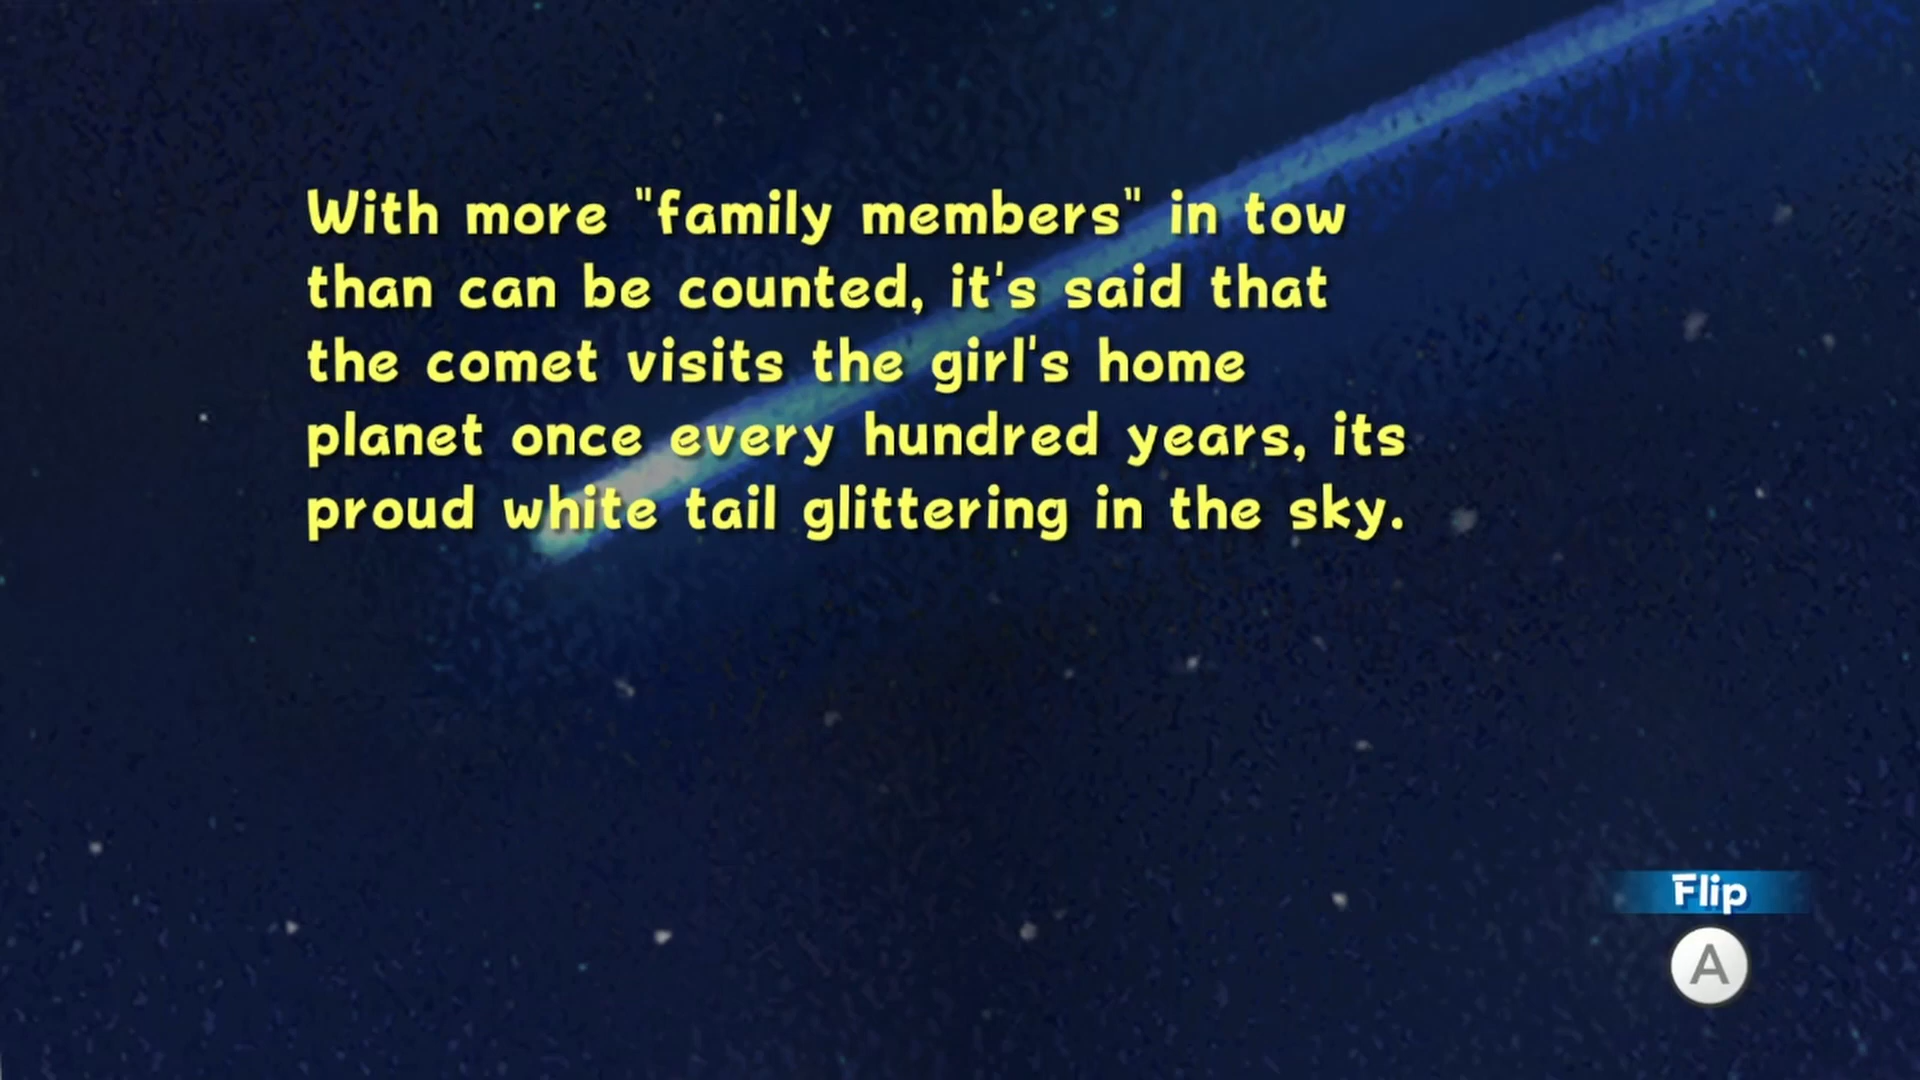 With more "family members" in tow
than can be counted, it's said that
the comet visits the girl's home
planet once every hundred years, its
proud white tail glittering in the sky.
Flip
A